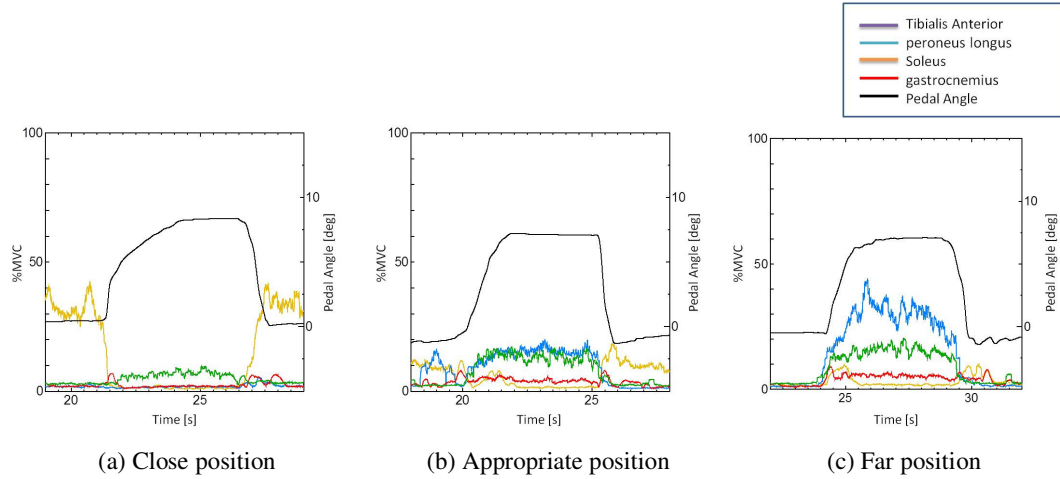 Tibialis Anterior
peroneus longus
Soleus
gastrocnemius
Pedal Angle
100
50
0
%MVC
20
25
Time [s]
10
0
Pedal Angle [deg]
(a) Close position
100
50
0
%MVC
20
25
Time [s]
10
0
Pedal Angle [deg]
(b) Appropriate position
100
50
0
%MVC
25
30
Time [s]
10
0
Pedal Angle [deg]
(c) Far position